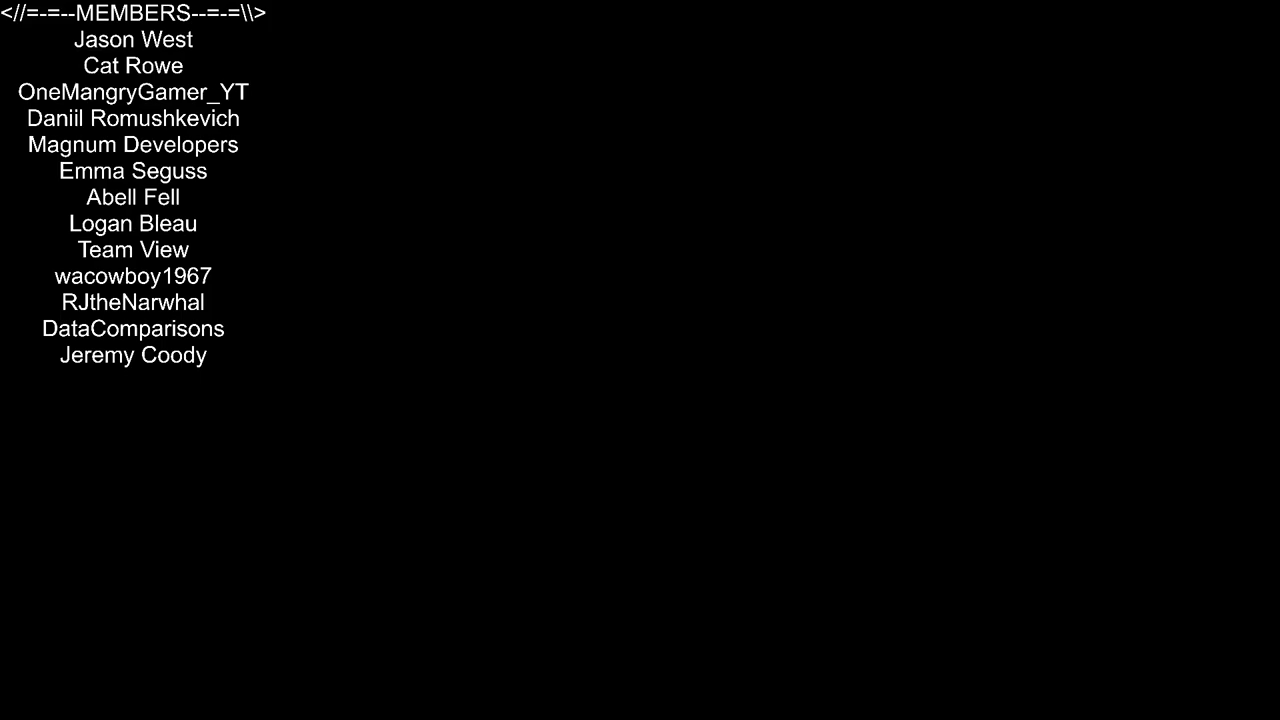 <//=-=--MEMBERS--=-=\\>
Jason West
Cat Rowe
OneMangryGamer_YT
Daniil Romushkevich
Magnum Developers
Emma Seguss
Abell Fell
Logan Bleau
Team View
wacowboy1967
RJtheNarwhal
DataComparisons
Jeremy Coody